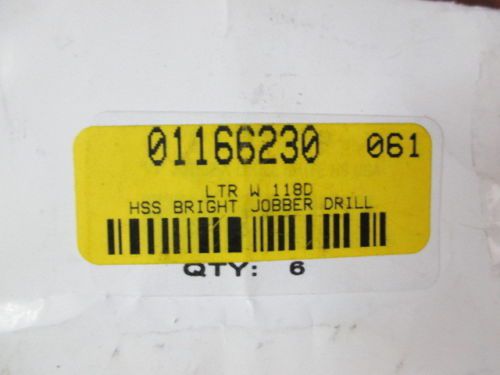 01166230 061
LTR W 118D
HSS BRIGHT JOBBER DRILL
QTY: 6